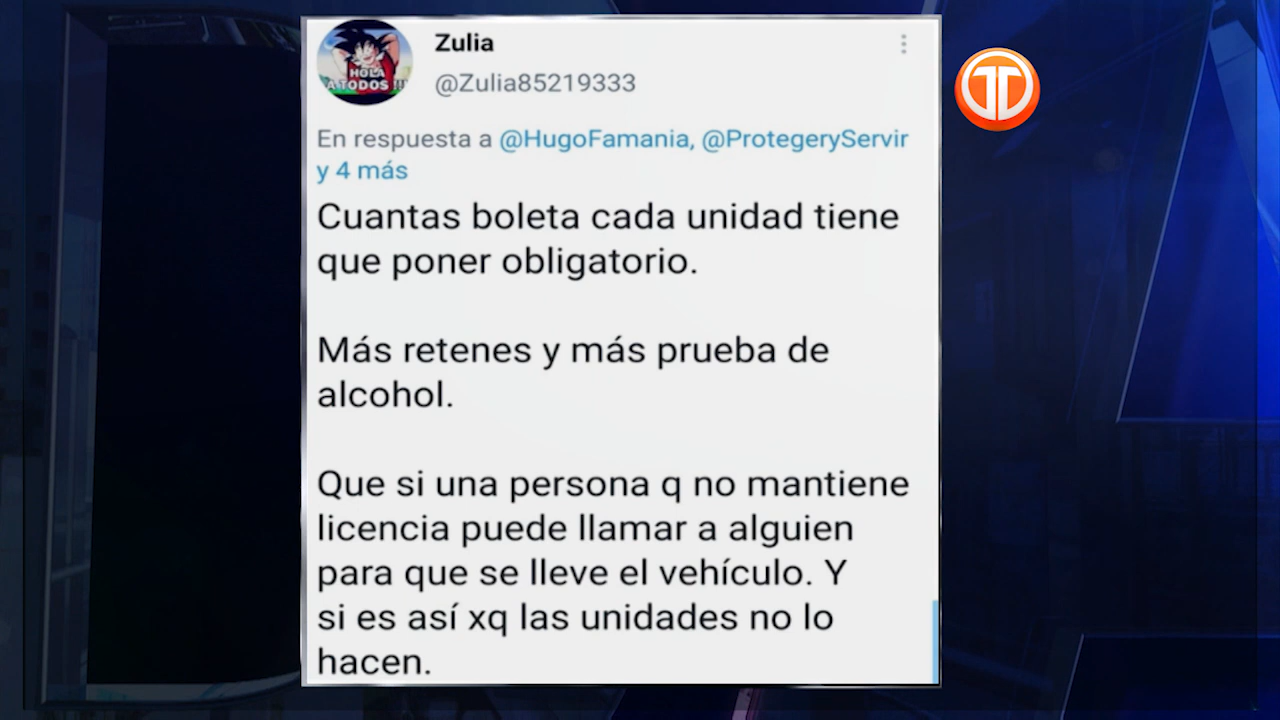 Zulia
@Zulia85219333
HOLA
A TODOS !!!
En respuesta a @HugoFamania, @ProtegeryServir
y 4 más
Cuantas boleta cada unidad tiene
que poner obligatorio.
Más retenes y más prueba de
alcohol.
Que si una persona q no mantiene
licencia puede llamar a alguien
para que se lleve el vehículo. Y
si es así xq las unidades no lo
hacen.